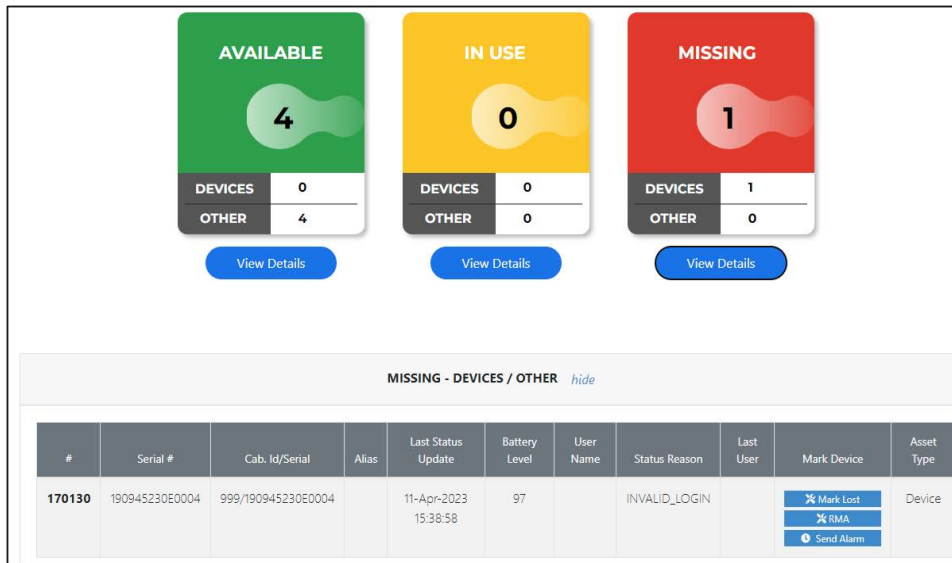 AVAILABLE
4
DEVICES 0
OTHER 4
View Details
IN USE
0
DEVICES 0
OTHER 0
View Details
MISSING
1
DEVICES 1
OTHER 0
View Details
MISSING - DEVICES / OTHER hide
# Serial # Cab. Id/Serial Alias Last Status Update Battery Level User Name Status Reason Last User Mark Device Asset Type
170130 190945230E0004 999/190945230E0004 11-Apr-2023 97 INVALID_LOGIN Mark Lost Device
15:38:58 RMA
Send Alarm